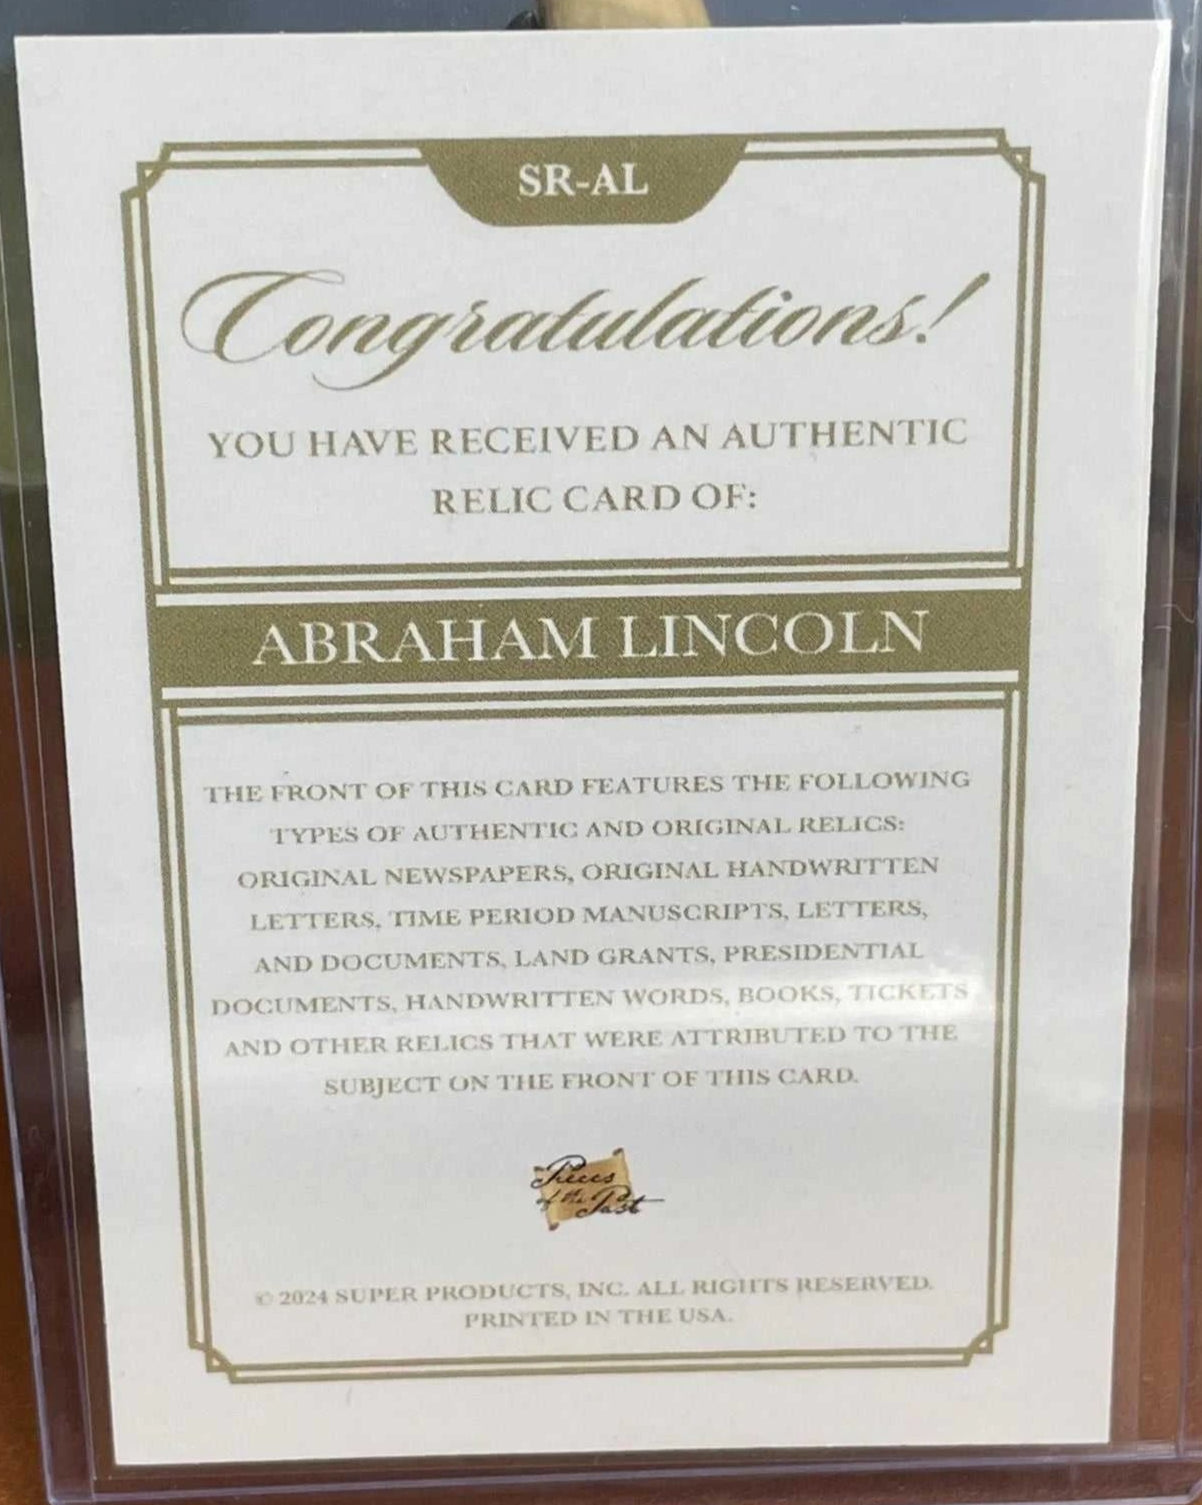 SR-AL
Congratulations!
YOU HAVE RECEIVED AN AUTHENTIC
RELIC CARD OF:
ABRAHAM LINCOLN
THE FRONT OF THIS CARD FEATURES THE FOLLOWING
TYPES OF AUTHENTIC AND ORIGINAL RELICS:
ORIGINAL NEWSPAPERS, ORIGINAL HANDWRITTEN
LETTERS, TIME PERIOD MANUSCRIPTS, LETTERS,
AND DOCUMENTS, LAND GRANTS, PRESIDENTIAL
DOCUMENTS, HANDWRITTEN WORDS, BOOKS, TICKETS
AND OTHER RELICS THAT WERE ATTRIBUTED TO THE
SUBJECT ON THE FRONT OF THIS CARD.
Pieces
of the Past
© 2024 SUPER PRODUCTS, INC. ALL RIGHTS RESERVED.
PRINTED IN THE USA.